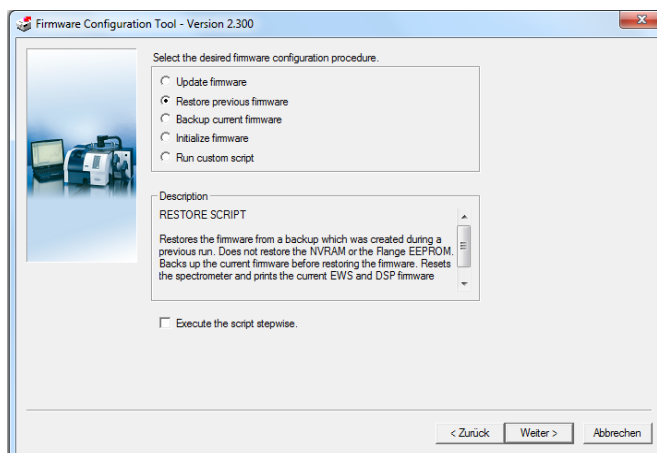 Firmware Configuration Tool - Version 2.300
Select the desired firmware configuration procedure.
Update firmware
Restore previous firmware
Backup current firmware
Initialize firmware
Run custom script
Description
RESTORE SCRIPT
Restores the firmware from a backup which was created during a
previous run. Does not restore the NVRAM or the Flange EEPROM.
Backs up the current firmware before restoring the firmware. Resets
the spectrometer and prints the current EWS and DSP firmware
Execute the script stepwise.
< Zurück
Weiter >
Abbrechen